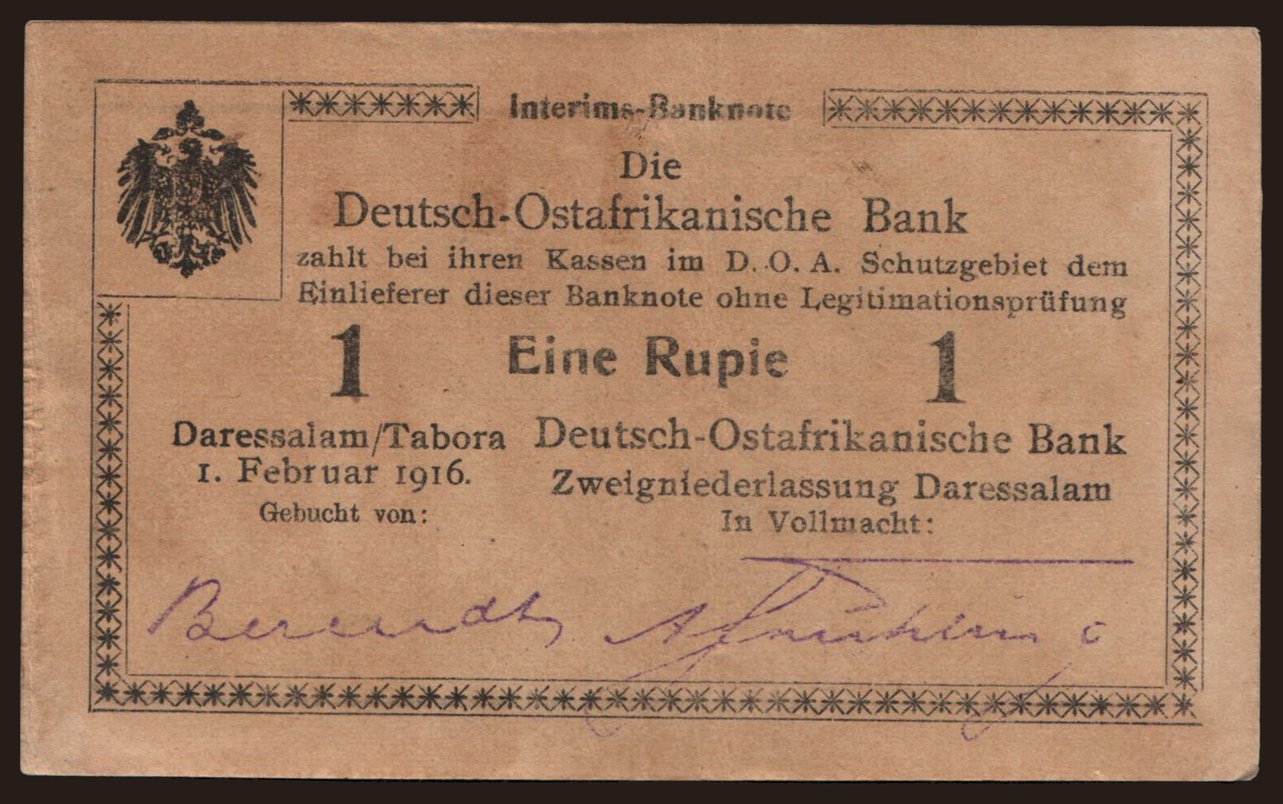 Interims-Banknote
Die
Deutsch-Ostafrikanische Bank
zahlt bei ihren Kassen im D. O. A. Schutzgebiet dem
Einlieferer dieser Banknote ohne Legitimationsprüfung
1 Eine Rupie 1
Daressalam/Tabora
1. Februar 1916.
Gebucht von:
Deutsch-Ostafrikanische Bank
Zweigniederlassung Daressalam
In Vollmacht:
Berendt